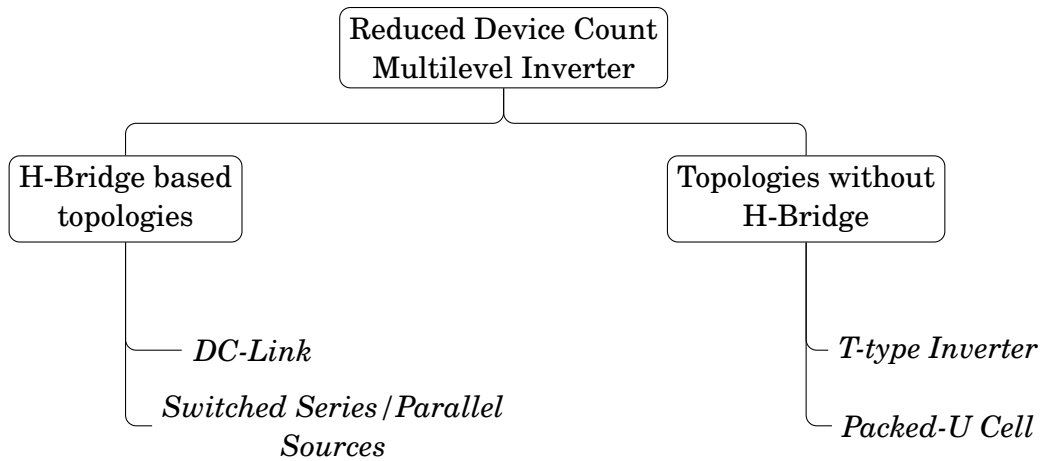 Reduced Device Count
Multilevel Inverter
H-Bridge based
topologies
Topologies without
H-Bridge
DC-Link
Switched Series/Parallel
Sources
T-type Inverter
Packed-U Cell